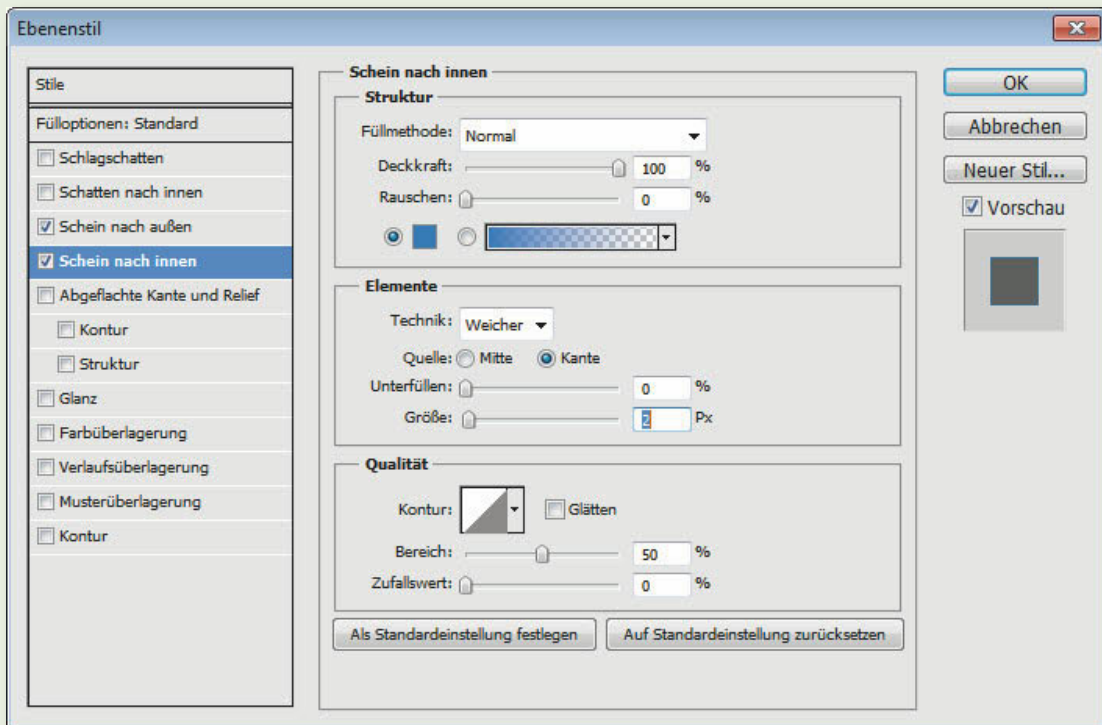 Ebenenstil
Stile
Fülloptionen: Standard
Schlagschatten
Schatten nach innen
Schein nach außen
Schein nach innen
Abgeflachte Kante und Relief
Kontur
Struktur
Glanz
Farbüberlagerung
Verlaufsüberlagerung
Musterüberlagerung
Kontur
Schein nach innen
Struktur
Füllmethode: Normal
Deckkraft: 100 %
Rauschen: 0 %
Elemente
Technik: Weicher
Quelle: Mitte Kante
Unterfüllen: 0 %
Größe: 2 Px
Qualität
Kontur: Glätten
Bereich: 50 %
Zufallswert: 0 %
Als Standardeinstellung festlegen Auf Standardeinstellung zurücksetzen
OK
Abbrechen
Neuer Stil...
Vorschau